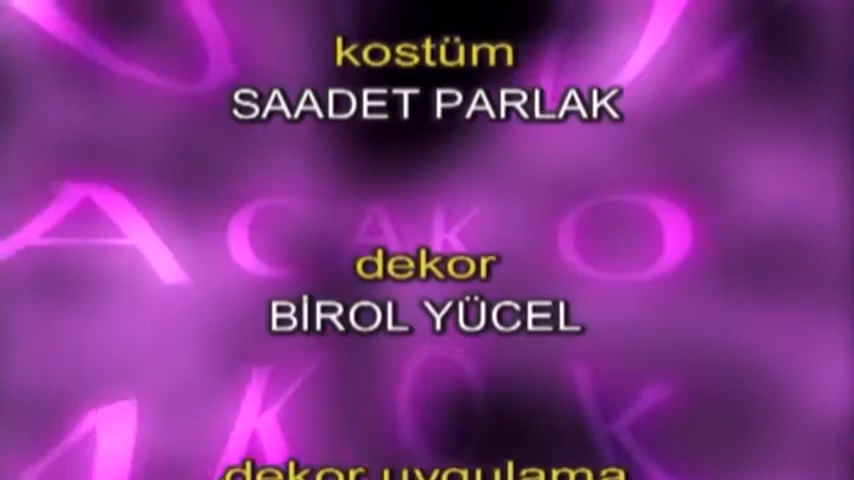 kostüm
SAADET PARLAK
A C A K O
dekor
BİROL YÜCEL
A K O K
dekor uygulama